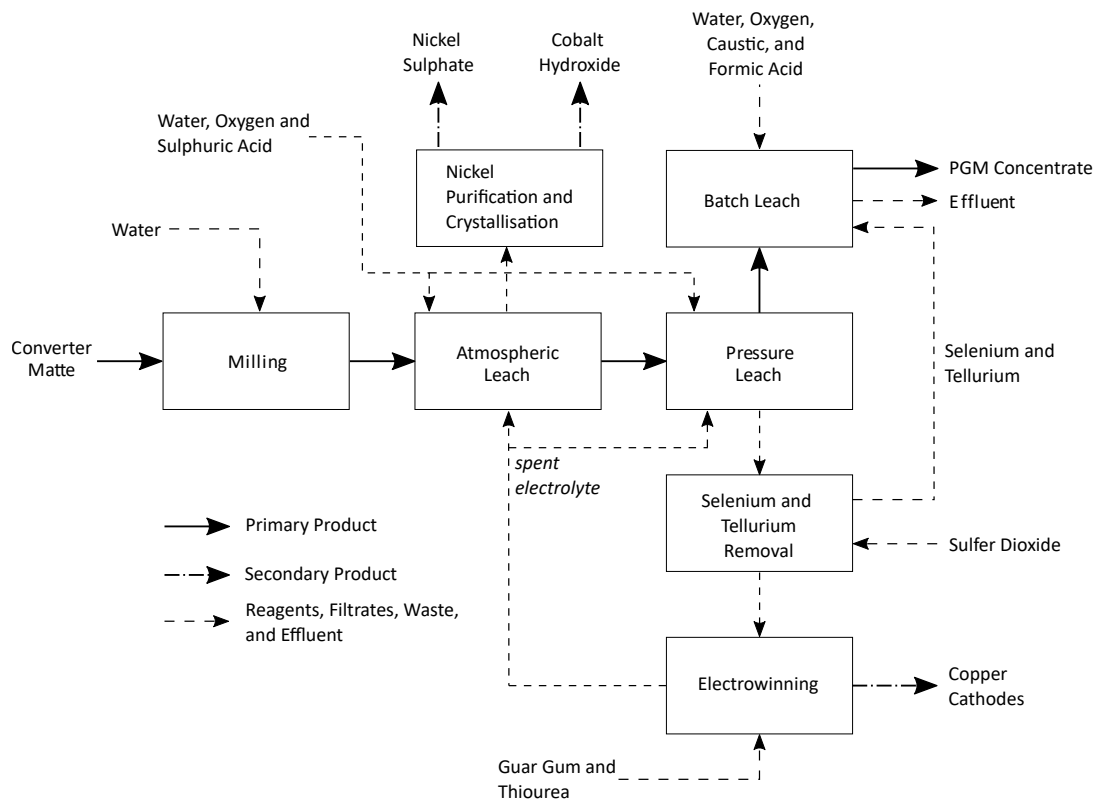 Nickel
Sulphate
Cobalt
Hydroxide
Water, Oxygen,
Caustic, and
Formic Acid
Water, Oxygen and
Sulphuric Acid
Nickel
Purification and
Crystallisation
Batch Leach
PGM Concentrate
Effluent
Water
Converter
Matte
Milling
Atmospheric
Leach
Pressure
Leach
Selenium and
Tellurium
spent
electrolyte
Selenium and
Tellurium
Removal
Sulfer Dioxide
Primary Product
Secondary Product
Reagents, Filtrates, Waste,
and Effluent
Electrowinning
Copper
Cathodes
Guar Gum and
Thiourea